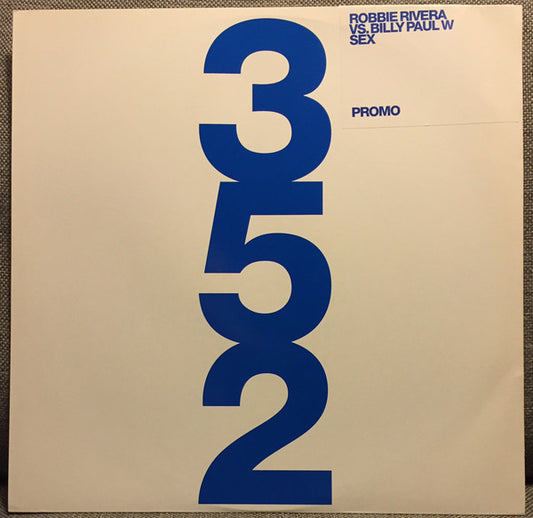 ROBBIE RIVERA
VS. BILLY PAUL W
SEX
PROMO
3
5
2